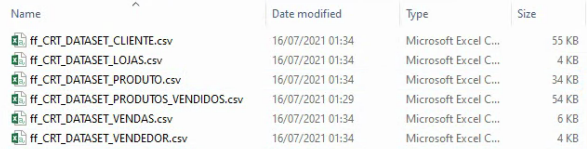 Name Date modified Type Size
ff_CRT_DATASET_CLIENTE.csv 16/07/2021 01:34 Microsoft Excel C... 55 KB
ff_CRT_DATASET_LOJAS.csv 16/07/2021 01:34 Microsoft Excel C... 4 KB
ff_CRT_DATASET_PRODUTO.csv 16/07/2021 01:34 Microsoft Excel C... 34 KB
ff_CRT_DATASET_PRODUTOS_VENDIDOS.csv 16/07/2021 01:29 Microsoft Excel C... 54 KB
ff_CRT_DATASET_VENDAS.csv 16/07/2021 01:34 Microsoft Excel C... 6 KB
ff_CRT_DATASET_VENDEDOR.csv 16/07/2021 01:34 Microsoft Excel C... 4 KB